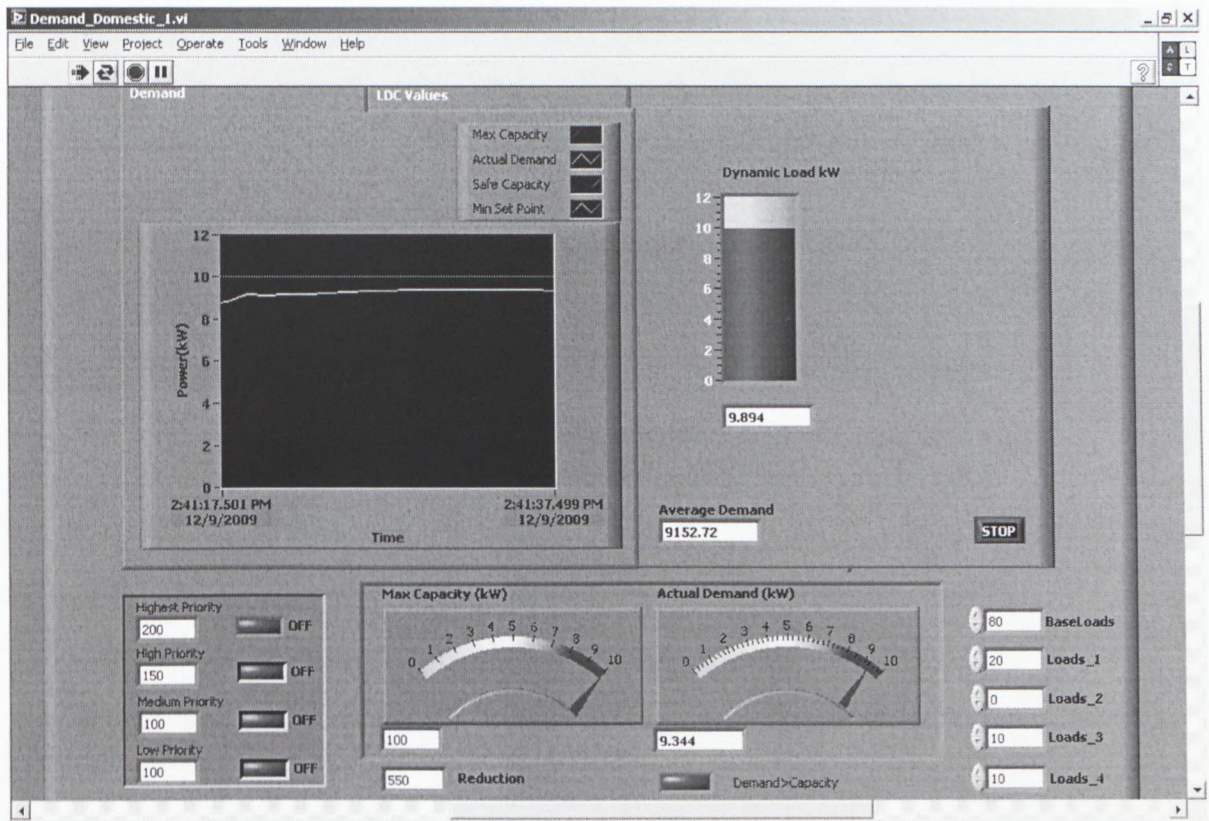 Demand_Domestic_1.vi
File Edit View Project Operate Tools Window Help
Demand LDC Values
Max Capacity
Actual Demand
Safe Capacity
Min Set Point
Dynamic Load kW
12
10
8
6
4
2
0
9.894
Power(kW)
12
10
8
6
4
2
0
2:41:17.501 PM
12/9/2009
2:41:37.499 PM
12/9/2009
Time
Average Demand
9152.72
STOP
Highest Priority
200 OFF
High Priority
150 OFF
Medium Priority
100 OFF
Low Priority
100 OFF
Max Capacity (kW)
0 1 2 3 4 5 6 7 8 9 10
100
Actual Demand (kW)
0 1 2 3 4 5 6 7 8 9 10
9.344
550 Reduction
Demand>Capacity
80 BaseLoads
20 Loads_1
0 Loads_2
10 Loads_3
10 Loads_4